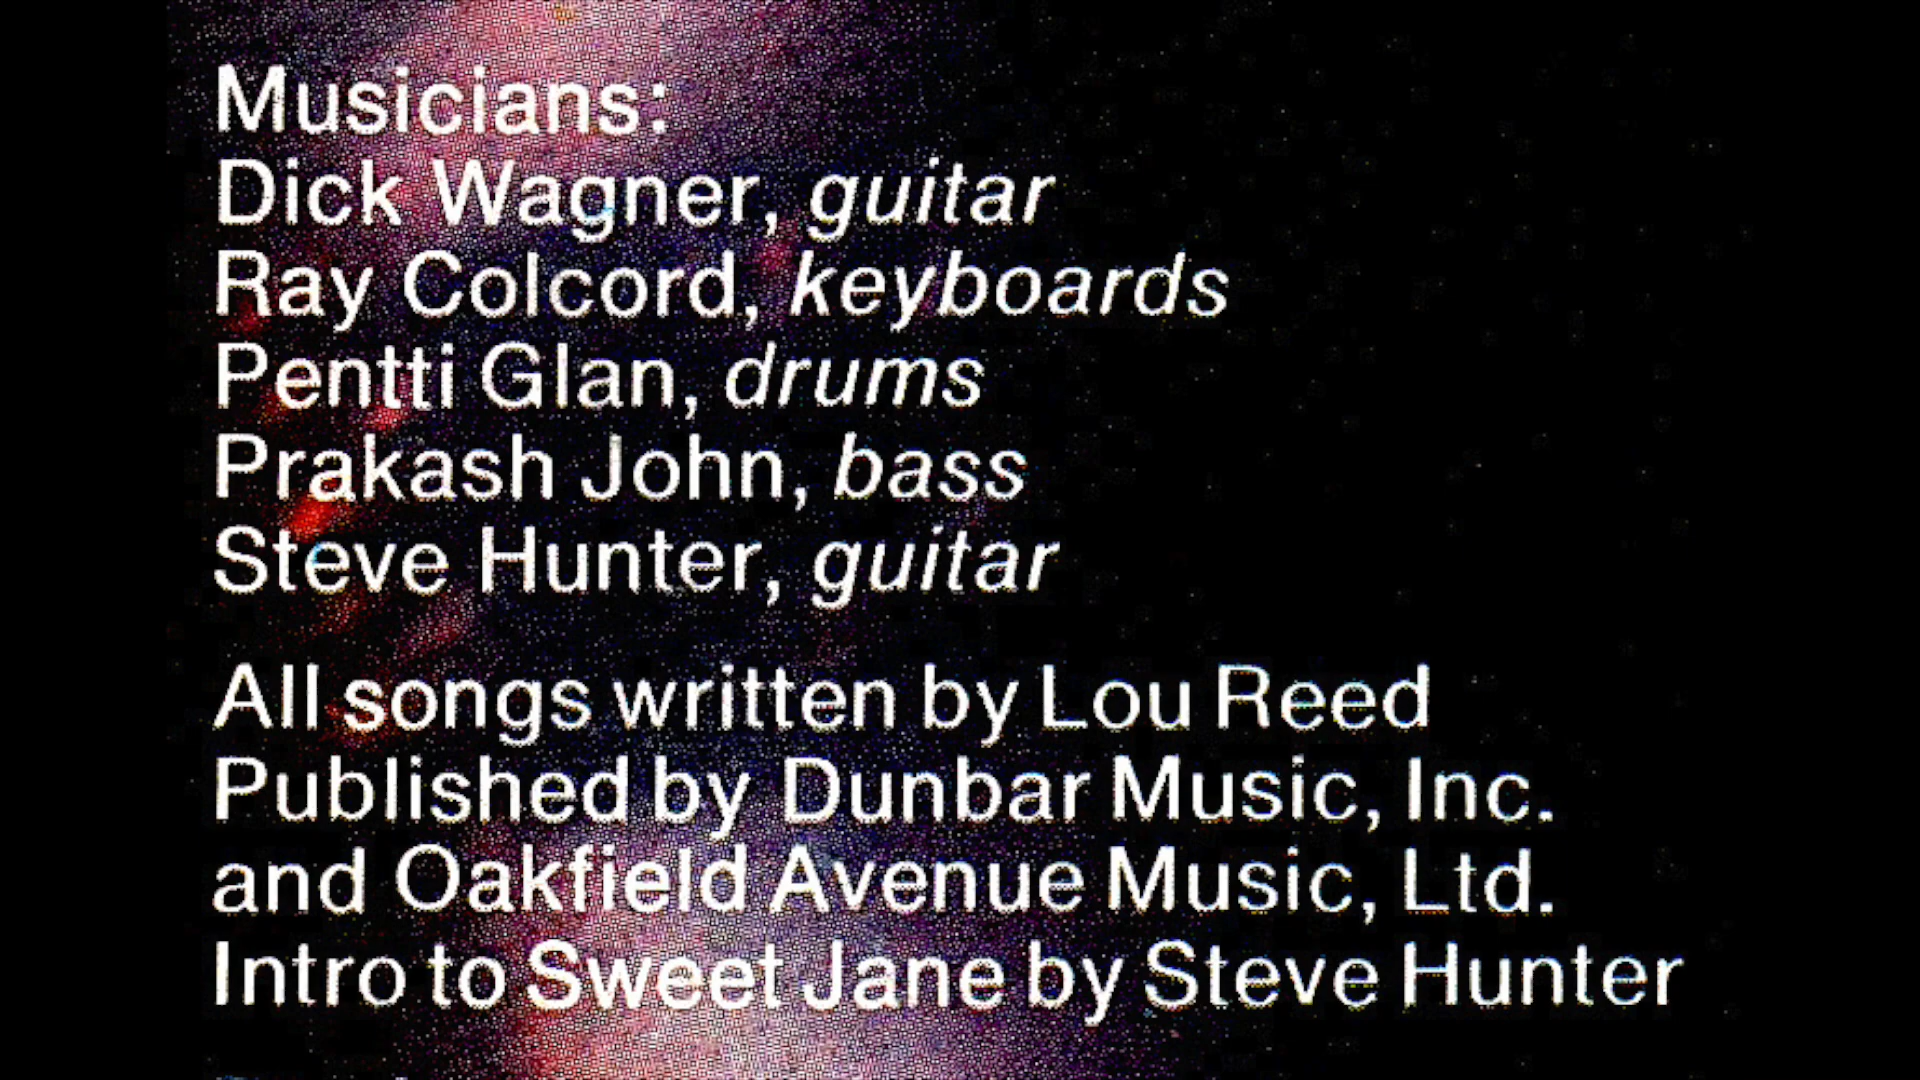 Musicians:
Dick Wagner, guitar
Ray Colcord, keyboards
Pentti Glan, drums
Prakash John, bass
Steve Hunter, guitar
All songs written by Lou Reed
Published by Dunbar Music, Inc.
and Oakfield Avenue Music, Ltd.
Intro to Sweet Jane by Steve Hunter